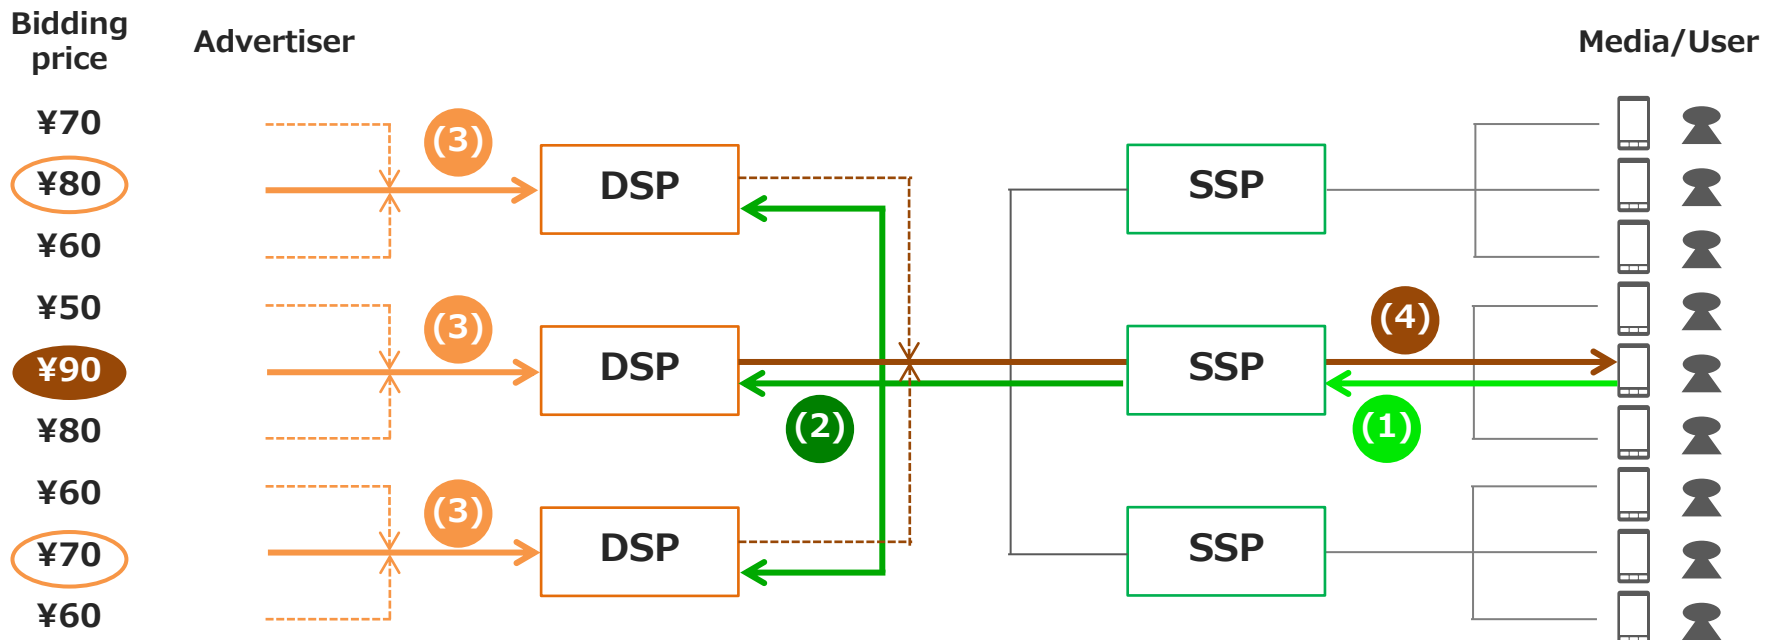 Bidding
price
Advertiser
Media/User
¥70
(3)
¥80
DSP
SSP
¥60
¥50
(3)
(4)
¥90
DSP
SSP
¥80
(2)
(1)
¥60
(3)
¥70
DSP
SSP
¥60